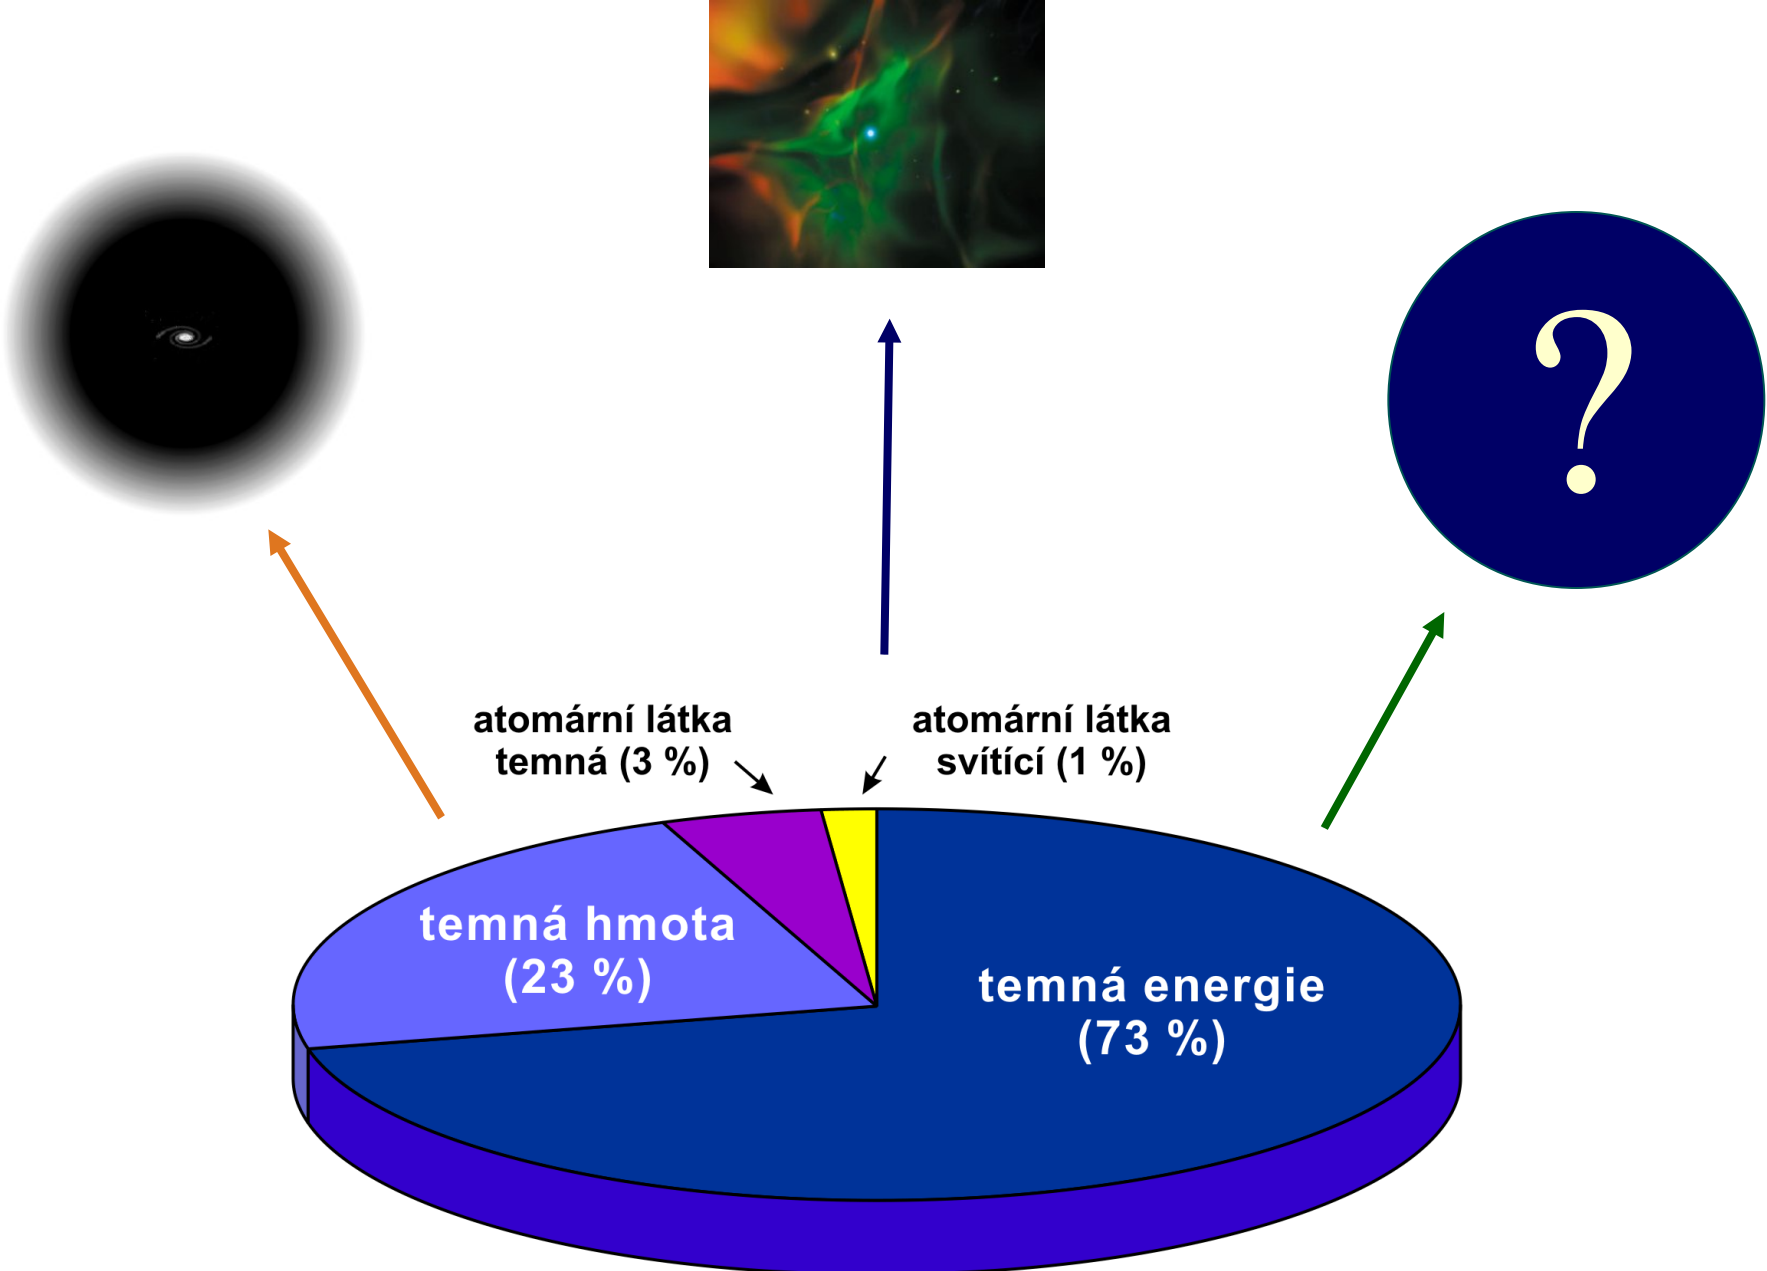 ?
atomární látka
temná (3 %)
atomární látka
svítící (1 %)
temná hmota
(23 %)
temná energie
(73 %)